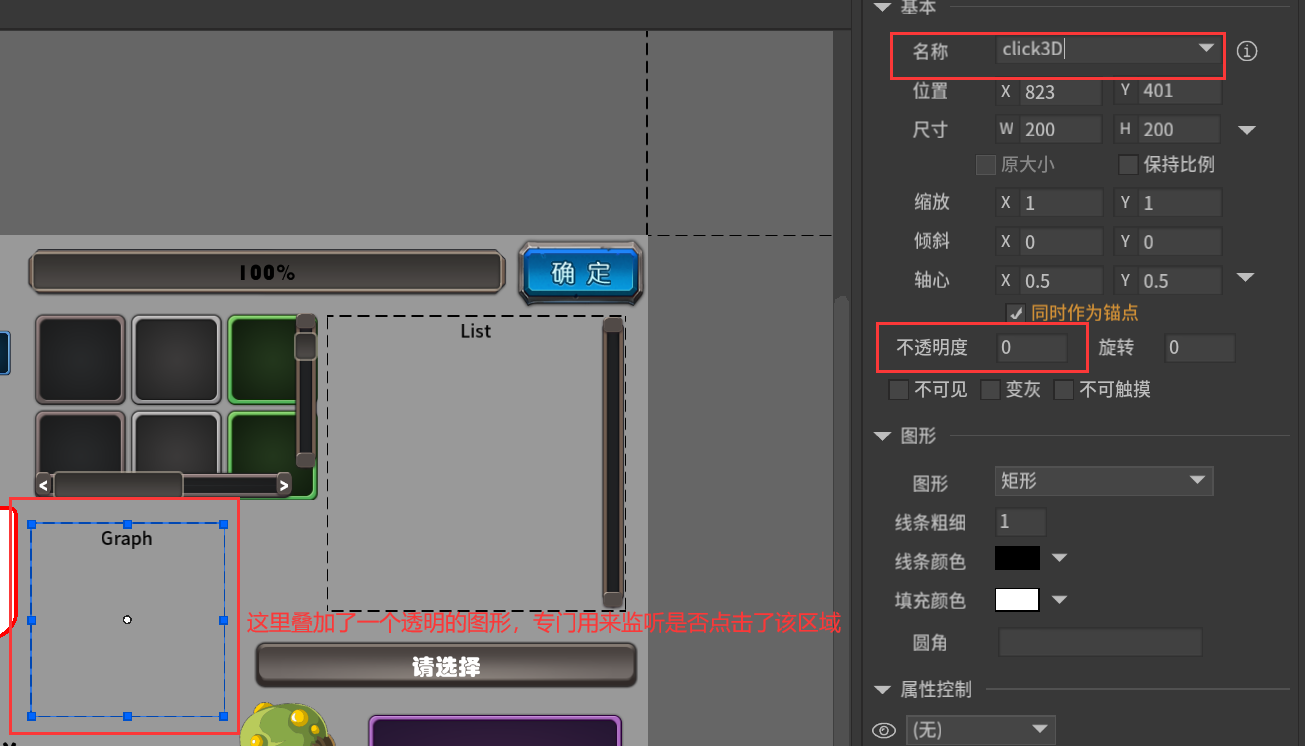 基本
名称 click3D
位置 X 823 Y 401
尺寸 W 200 H 200
原大小 保持比例
缩放 X 1 Y 1
倾斜 X 0 Y 0
轴心 X 0.5 Y 0.5
同时作为锚点
不透明度 0 旋转 0
不可见 变灰 不可触摸
图形
图形 矩形
线条粗细 1
线条颜色
填充颜色
圆角
属性控制
(无)
100%
确定
List
< >
Graph
这里叠加了一个透明的图形，专门用来监听是否点击了该区域
请选择